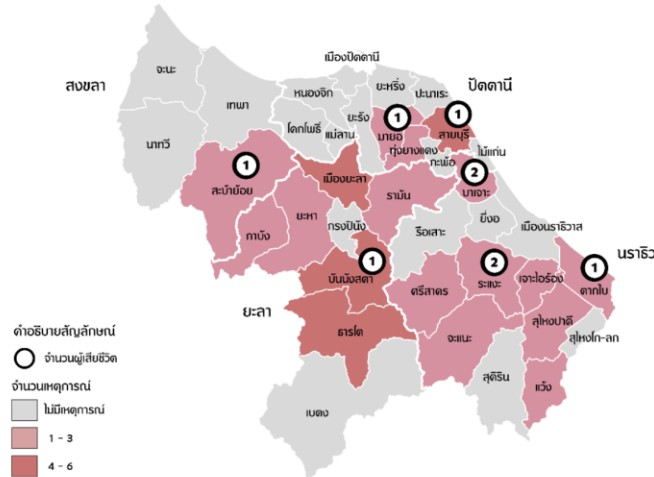 สงขลา
จะนะ
เทพา
นาทวี
สะบ้าย้อย
1
เมืองปัตตานี
ปัตตานี
หนองจิก
ยะหริ่ง
ปะนาเระ
โคกโพธิ์
แม่ลาน
ยะรัง
1
มายอ
1
สายบุรี
ทุ่งยางแดง
กะพ้อ
ไม้แก่น
เมืองยะลา
รามัน
2
บาเจาะ
ยะหา
กาบัง
กรงปินัง
รือเสาะ
ยี่งอ
เมืองนราธิวาส
นราธิว
1
บันนังสตา
2
ระแงะ
เจาะไอร้อง
1
ตากใบ
ศรีสาคร
ยะลา
ธารโต
จะแนะ
สุไหงปาดี
สุไหงโก-ลก
สุคิริน
แว้ง
เบตง
คำอธิบายสัญลักษณ์
จำนวนผู้เสียชีวิต
จำนวนเหตุการณ์
ไม่มีเหตุการณ์
1 - 3
4 - 6